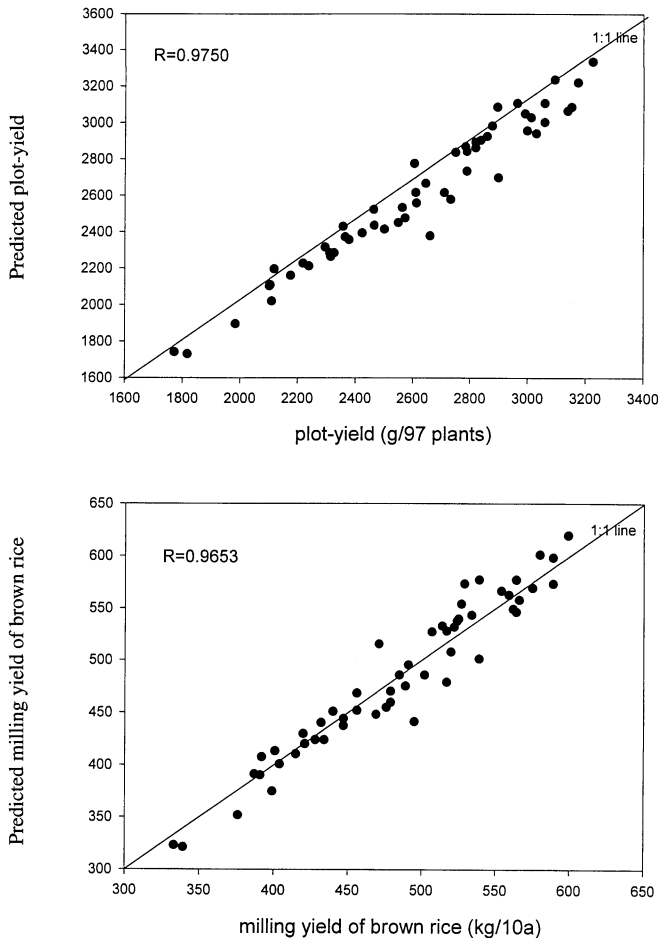 3600
3400
3200
3000
2800
2600
2400
2200
2000
1800
1600
Predicted plot-yield
R=0.9750
1:1 line
1600 1800 2000 2200 2400 2600 2800 3000 3200 3400
plot-yield (g/97 plants)
650
600
550
500
450
400
350
300
Predicted milling yield of brown rice
R=0.9653
1:1 line
300 350 400 450 500 550 600 650
milling yield of brown rice (kg/10a)